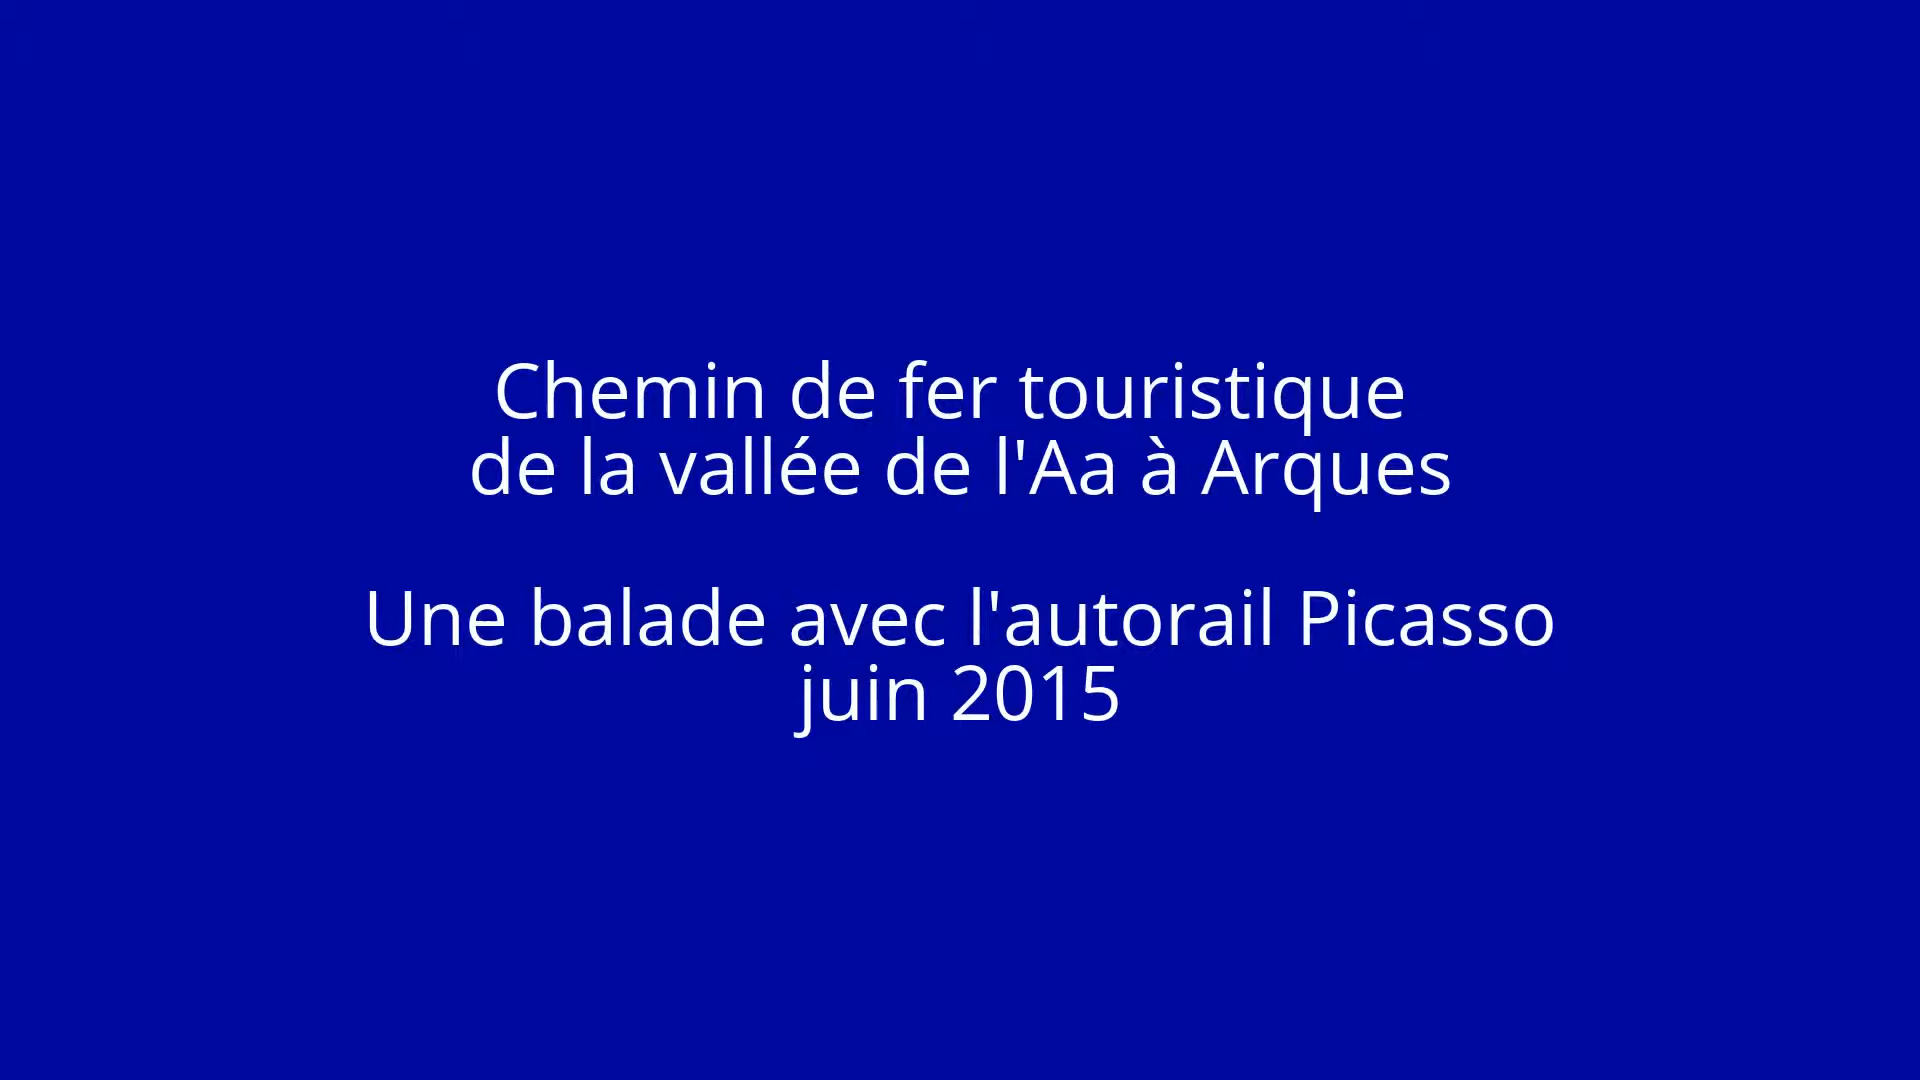 Chemin de fer touristique
de la vallée de l'Aa à Arques
Une balade avec l'autorail Picasso
juin 2015